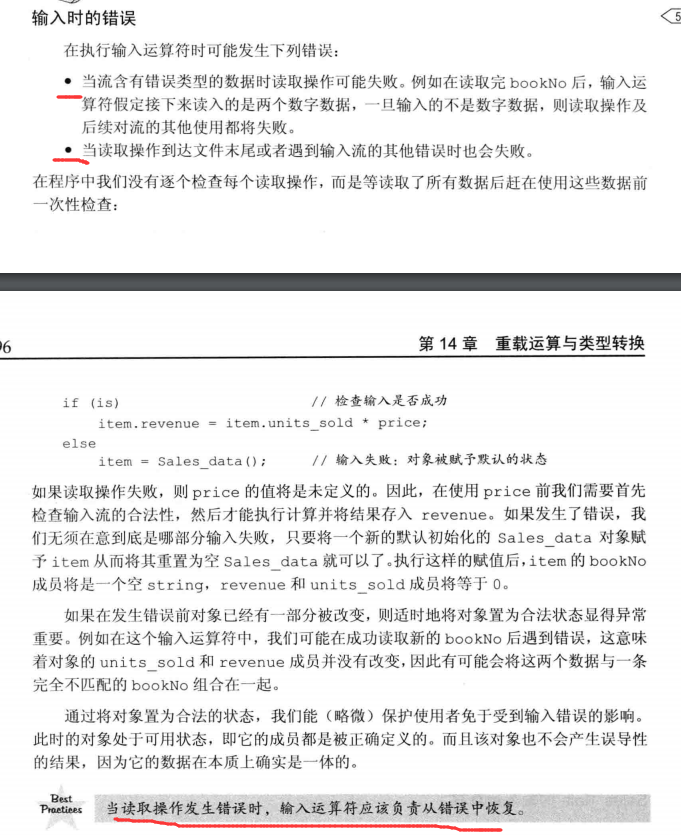 输入时的错误
5
在执行输入运算符时可能发生下列错误：
• 当流含有错误类型的数据时读取操作可能失败。例如在读取完 bookNo 后，输入运
算符假定接下来读入的是两个数字数据，一旦输入的不是数字数据，则读取操作及
后续对流的其他使用都将失败。
• 当读取操作到达文件末尾或者遇到输入流的其他错误时也会失败。
在程序中我们没有逐个检查每个读取操作，而是等读取了所有数据后赶在使用这些数据前
一次性检查：
96
第 14 章 重载运算与类型转换
if (is) // 检查输入是否成功
item.revenue = item.units_sold * price;
else
item = Sales_data(); // 输入失败：对象被赋予默认的状态
如果读取操作失败，则 price 的值将是未定义的。因此，在使用 price 前我们需要首先
检查输入流的合法性，然后才能执行计算并将结果存入 revenue。如果发生了错误，我
们无须在意到底是哪部分输入失败，只要将一个新的默认初始化的 Sales_data 对象赋
予 item 从而将其重置为空 Sales_data 就可以了。执行这样的赋值后，item 的 bookNo
成员将是一个空 string，revenue 和 units_sold 成员将等于 0。
如果在发生错误前对象已经有一部分被改变，则适时地将对象置为合法状态显得异常
重要。例如在这个输入运算符中，我们可能在成功读取新的 bookNo 后遇到错误，这意味
着对象的 units_sold 和 revenue 成员并没有改变，因此有可能会将这两个数据与一条
完全不匹配的 bookNo 组合在一起。
通过将对象置为合法的状态，我们能（略微）保护使用者免于受到输入错误的影响。
此时的对象处于可用状态，即它的成员都是被正确定义的。而且该对象也不会产生误导性
的结果，因为它的数据在本质上确实是一体的。
Best
Practices
当读取操作发生错误时，输入运算符应该负责从错误中恢复。